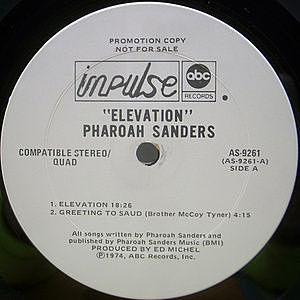 PROMOTION COPY
NOT FOR SALE
impulse
abc
RECORDS
"ELEVATION"
PHAROAH SANDERS
COMPATIBLE STEREO/
QUAD
AS-9261
(AS-9261-A)
SIDE A
1. ELEVATION 18:26
2. GREETING TO SAUD (Brother McCoy Tyner) 4:15
All songs written by Pharoah Sanders and
published by Pharoah Sanders Music (BMI)
PRODUCED BY ED MICHEL
Ⓟ1974, ABC Records, Inc.